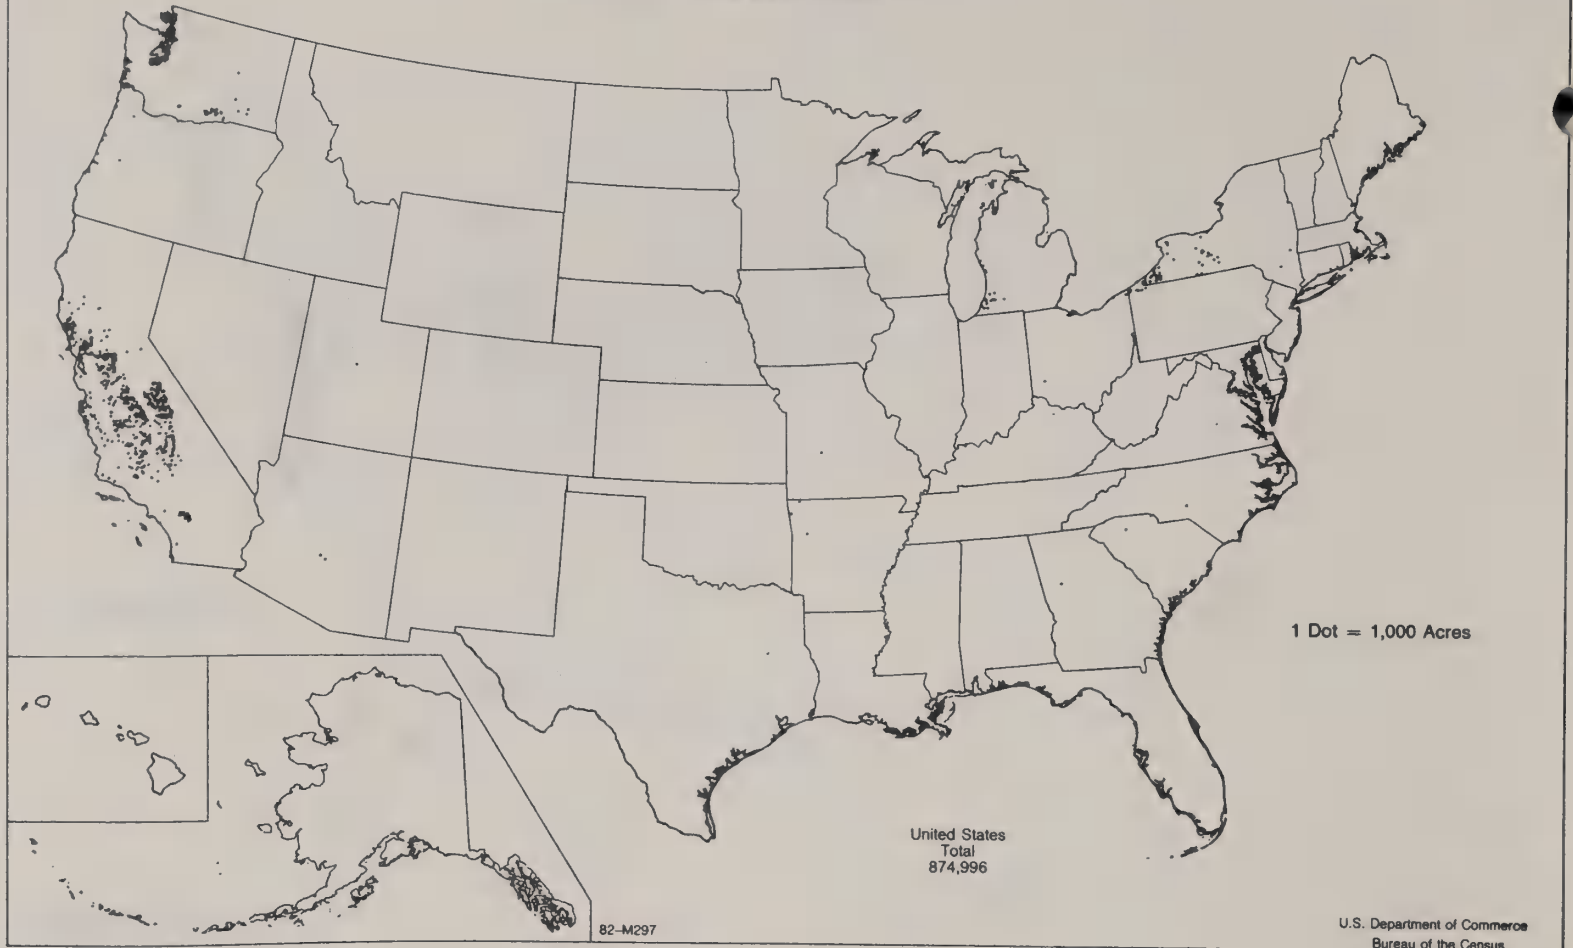 1 Dot = 1,000 Acres
United States
Total
874,996
82-M297
U.S. Department of Commerce
Bureau of the Census